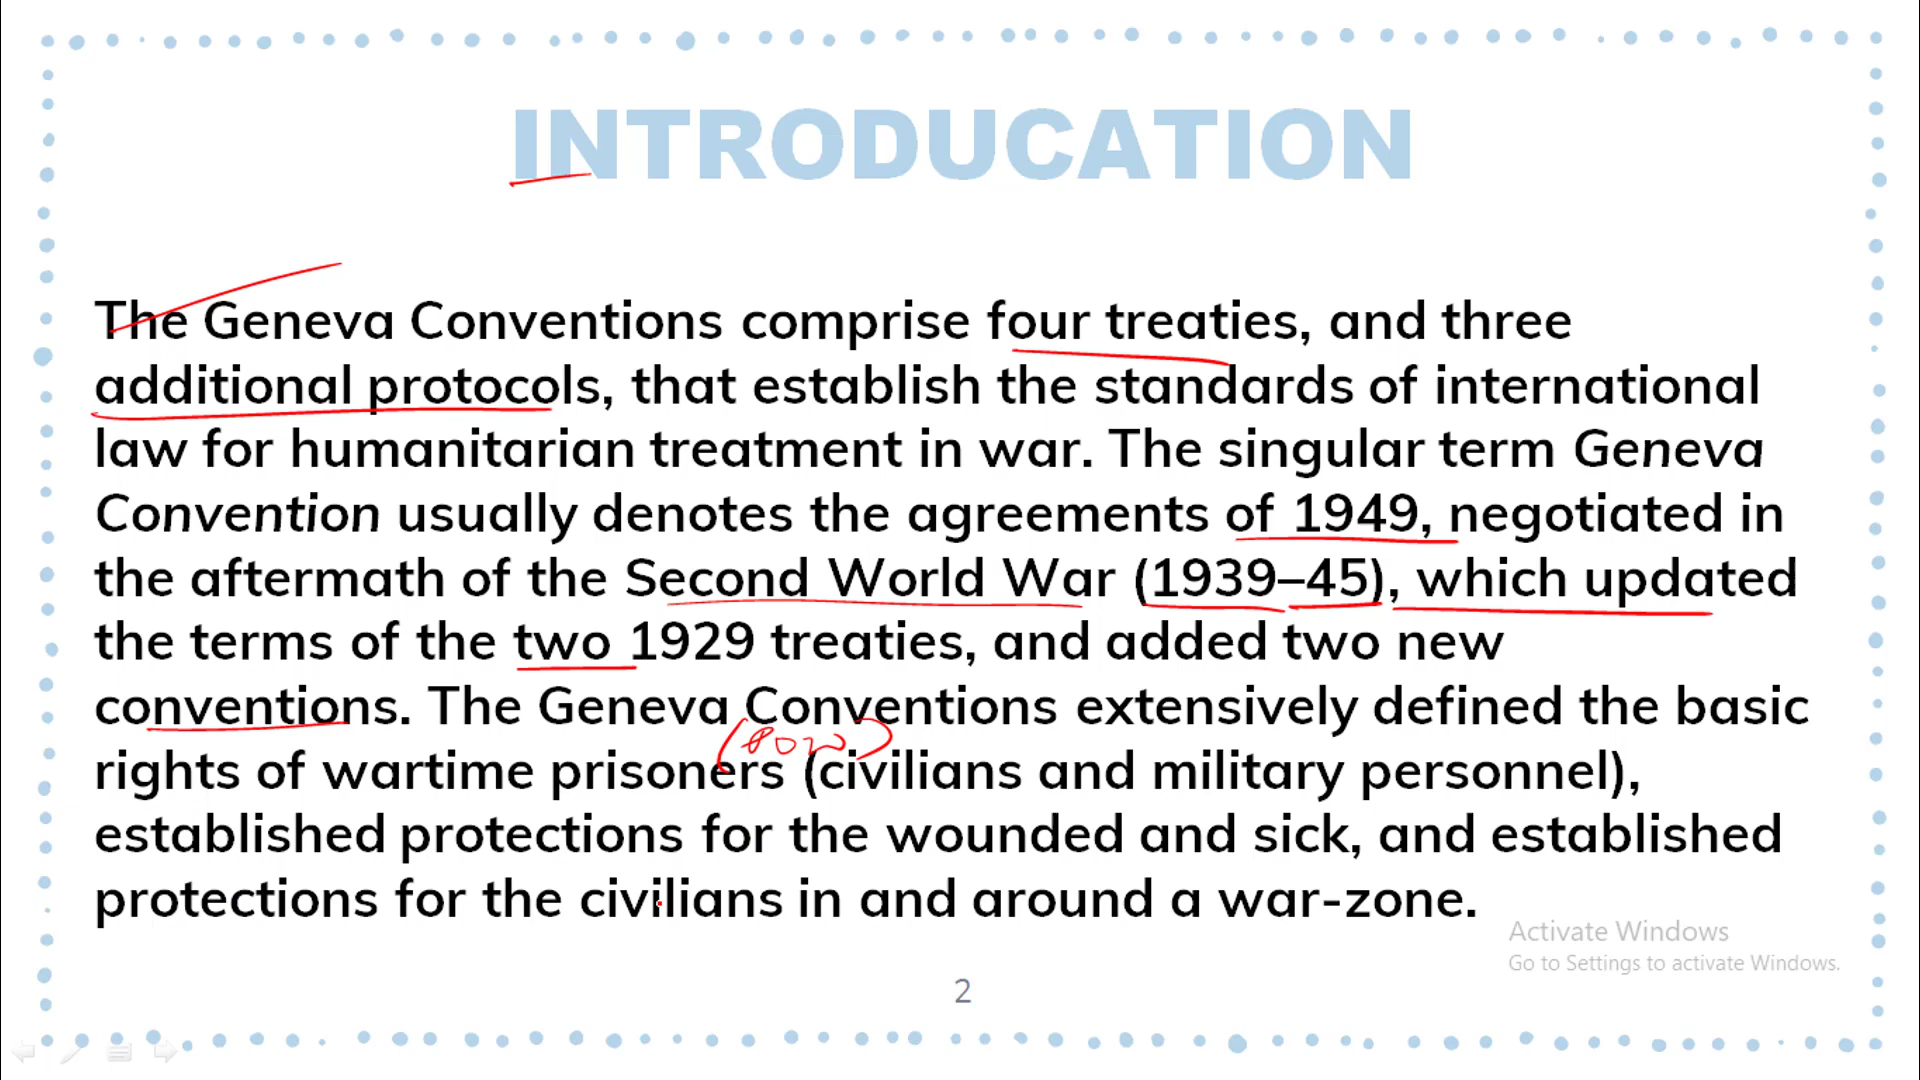 INTRODUCATION
The Geneva Conventions comprise four treaties, and three
additional protocols, that establish the standards of international
law for humanitarian treatment in war. The singular term Geneva
Convention usually denotes the agreements of 1949, negotiated in
the aftermath of the Second World War (1939–45), which updated
the terms of the two 1929 treaties, and added two new
conventions. The Geneva Conventions extensively defined the basic
(POW)
rights of wartime prisoners (civilians and military personnel),
established protections for the wounded and sick, and established
protections for the civilians in and around a war-zone.
Activate Windows
Go to Settings to activate Windows.
2